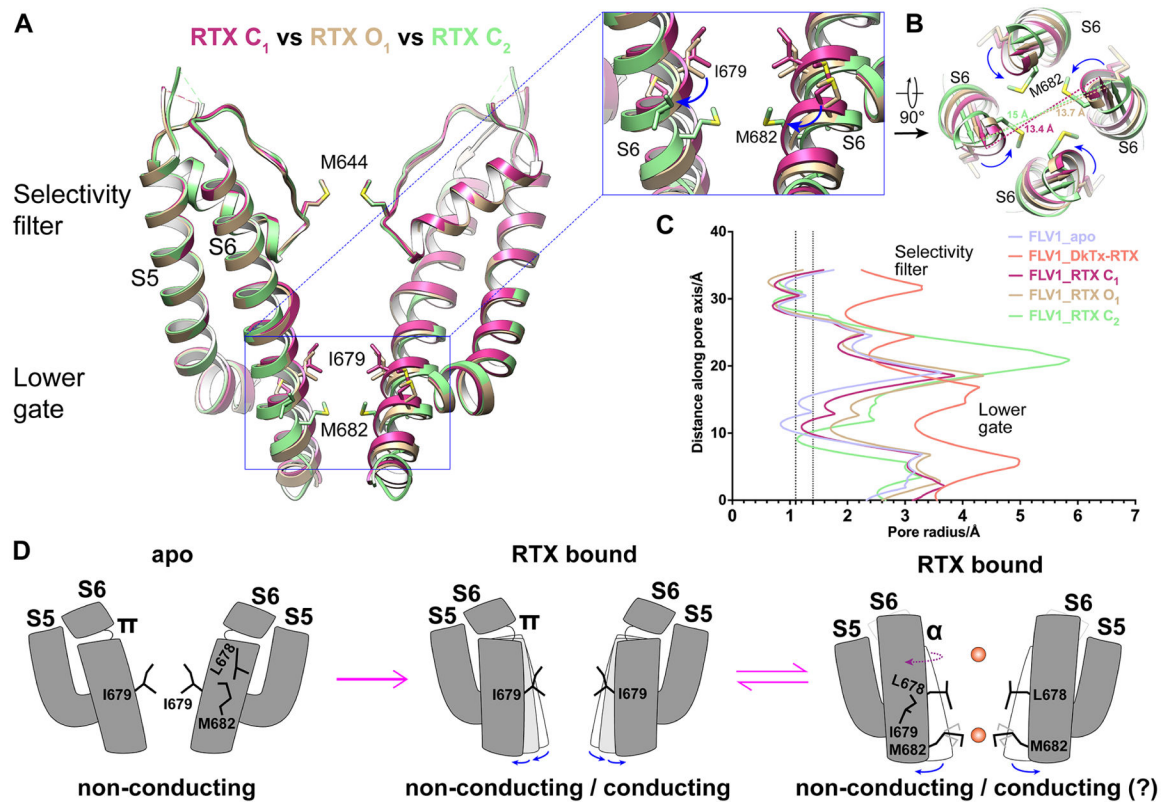 A
RTX C1 vs RTX O1 vs RTX C2
M644
Selectivity
filter
S6
S5
I679
Lower
gate
M682
I679
M682
S6
S6
B
90°
S6
S6
M682
15 Å
13.7 Å
13.4 Å
S6
S6
C
40
30
20
10
0
Distance along pore axis/Å
Selectivity
filter
FLV1_apo
FLV1_DkTx-RTX
FLV1_RTX C1
FLV1_RTX O1
FLV1_RTX C2
Lower
gate
0 1 2 3 4 5 6 7
Pore radius/Å
D
apo
RTX bound
RTX bound
S6
S5
π
S6
S5
I679
I679
L678
M682
non-conducting
S6
S5
π
S6
S5
I679
I679
non-conducting / conducting
S6
S5
α
S6
S5
L678
L678
I679
M682
M682
non-conducting / conducting (?)